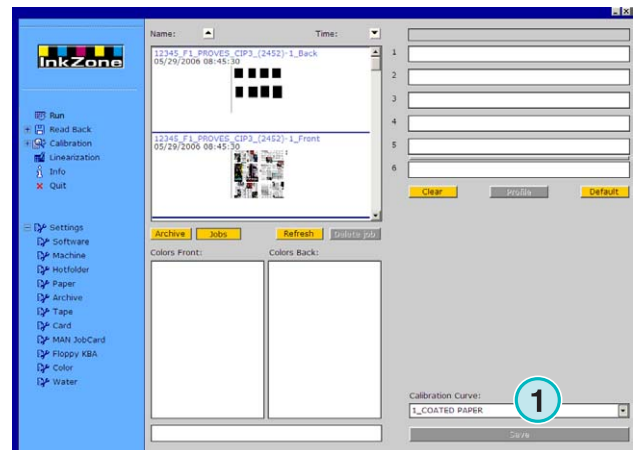 InkZone
Run
Read Back
Calibration
Linearization
Info
Quit
Settings
Software
Machine
Hotfolder
Paper
Archive
Tape
Card
MAN JobCard
Floppy KBA
Color
Water
Name:
Time:
12345_F1_PROVES_CIP3_(2452)-1_Back
05/29/2006 08:45:30
12345_F1_PROVES_CIP3_(2452)-1_Front
05/29/2006 08:45:30
Archive
Jobs
Refresh
Delete job
Colors Front:
Colors Back:
1
2
3
4
5
6
Clear
Profile
Default
Calibration Curve:
1_COATED PAPER
1
Save